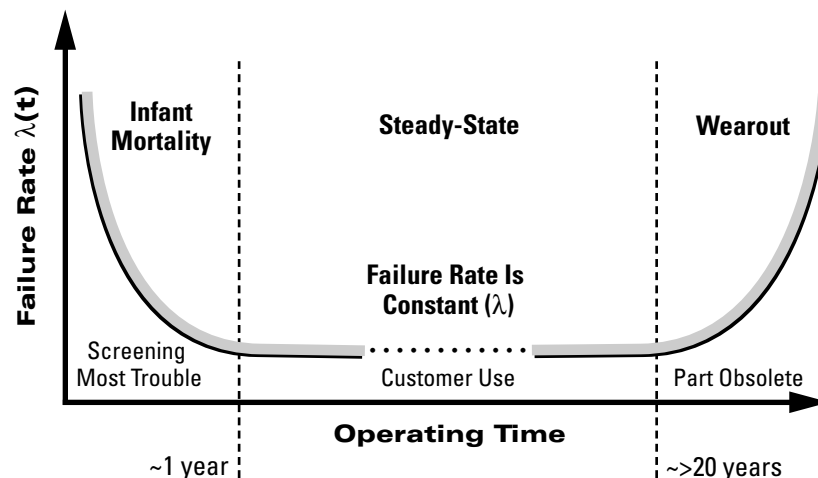 Failure Rate λ(t)
Infant
Mortality
Steady-State
Wearout
Failure Rate Is
Constant (λ)
Screening
Most Trouble
Customer Use
Part Obsolete
Operating Time
~1 year
~>20 years